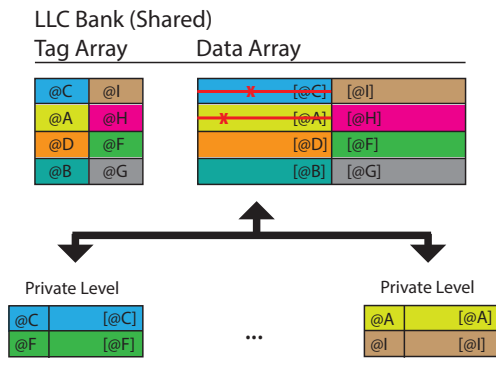 LLC Bank (Shared)
Tag Array Data Array
@C @I x [@C] [@I]
@A @H x [@A] [@H]
@D @F [@D] [@F]
@B @G [@B] [@G]
Private Level Private Level
@C [@C] @A [@A]
@F [@F] ... @I [@I]